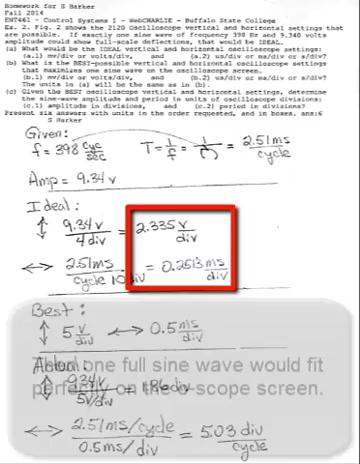 Homework for S Barker
Fall 2014
ENT461 - Control Systems I - WebCHARLIE - Buffalo State College
Ex. 2. Fig. 2 shows the 2120 Oscilloscope vertical and horizontal settings that
are possible. If exactly one sine wave of frequency 398 Hz and 9.340 volts
amplitude could show full-scale deflections, that would be IDEAL.
(a) What would be the IDEAL vertical and horizontal oscilloscope settings:
(a.1) mv/div or volts/div, and (a.2) us/div or ms/div or s/div?
(b) What is the BEST-possible vertical and horizontal oscilloscope setting
that maximizes one sine wave on the oscilloscope screen.
(b.1) mv/div or volts/div, and (b.2) us/div or ms/div or s/div?
The units in (a) will be the same as in (b).
(c) Given the BEST oscilloscope vertical and horizontal settings, determine
the sine-wave amplitude and period in units of oscilloscope divisions:
(c.1) amplitude in divisions, and (c.2) period in divisions?
Present six answers with units in the order requested, and in boxes. ans:6
S Barker
Given:
f = 398 cyc/sec T = 1/f = 1/( ) = 2.51ms/cycle
Amp = 9.34 v
Ideal:
↕ 9.34 v/4 div = 2.335 v/div
↔ 2.51ms/cycle 10 div = 0.2513 ms/div
Best:
↕ 5 v/div ↔ 0.5 ms/div
Actual:
one full sine wave would fit
perfectly on the o-scope screen.
↕ 9.34v/5v/div = div
↔ 2.51 ms/cycle/0.5 ms/div = 5.03 div/cycle